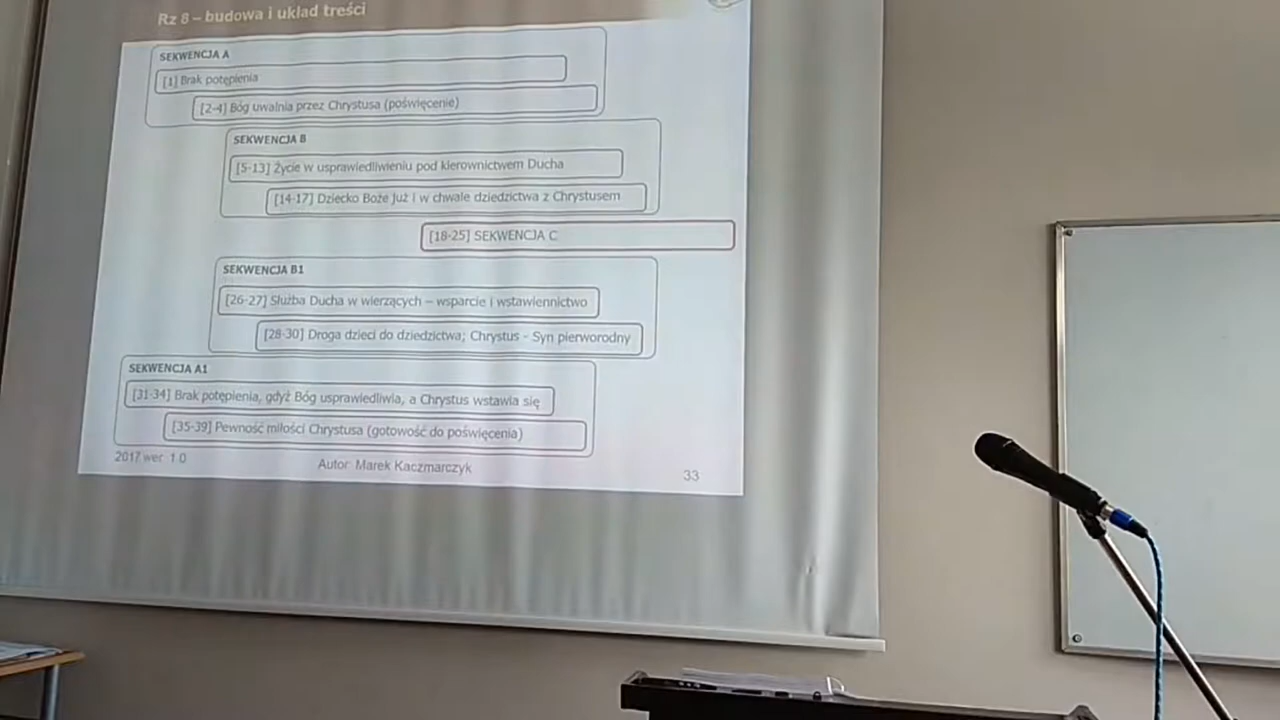 Rz 8 – budowa i układ treści
SEKWENCJA A
[1] Brak potępienia
[2-4] Bóg uwalnia przez Chrystusa (poświęcenie)
SEKWENCJA B
[5-13] Życie w usprawiedliwieniu pod kierownictwem Ducha
[14-17] Dziecko Boże już i w chwale dziedzictwa z Chrystusem
[18-25] SEKWENCJA C
SEKWENCJA B1
[26-27] Służba Ducha w wierzących – wsparcie i wstawiennictwo
[28-30] Droga dzieci do dziedzictwa; Chrystus - Syn pierworodny
SEKWENCJA A1
[31-34] Brak potępienia, gdyż Bóg usprawiedliwia, a Chrystus wstawia się
[35-39] Pewność miłości Chrystusa (gotowość do poświęcenia)
2017 wer. 1.0
Autor: Marek Kaczmarczyk
33